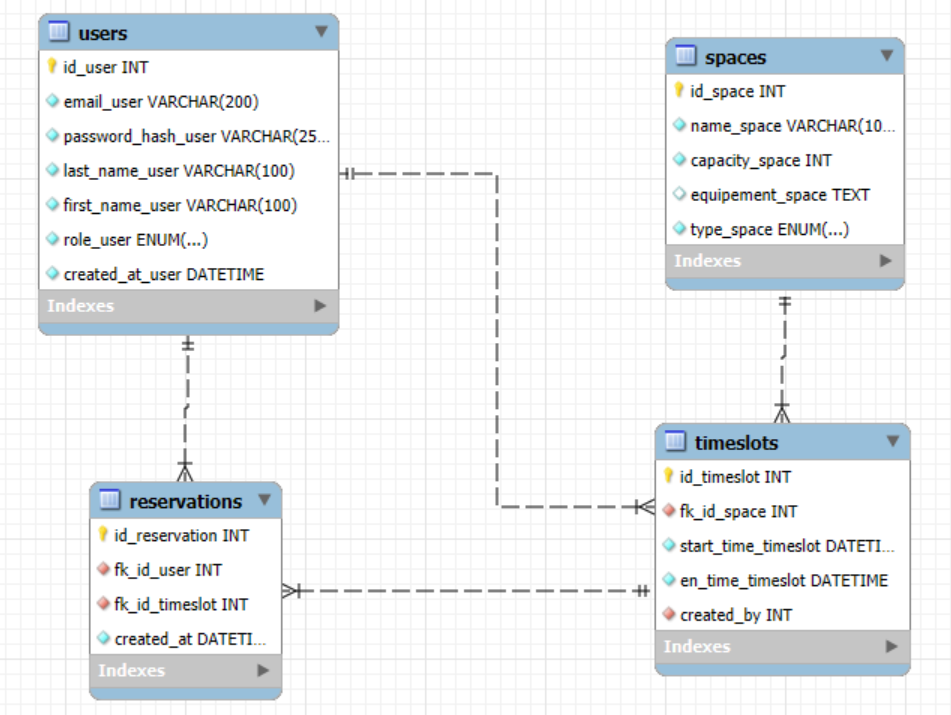 users
id_user INT
email_user VARCHAR(200)
password_hash_user VARCHAR(25...
last_name_user VARCHAR(100)
first_name_user VARCHAR(100)
role_user ENUM(...)
created_at_user DATETIME
Indexes
spaces
id_space INT
name_space VARCHAR(10...
capacity_space INT
equipement_space TEXT
type_space ENUM(...)
Indexes
reservations
id_reservation INT
fk_id_user INT
fk_id_timeslot INT
created_at DATETI...
Indexes
timeslots
id_timeslot INT
fk_id_space INT
start_time_timeslot DATETI...
en_time_timeslot DATETIME
created_by INT
Indexes